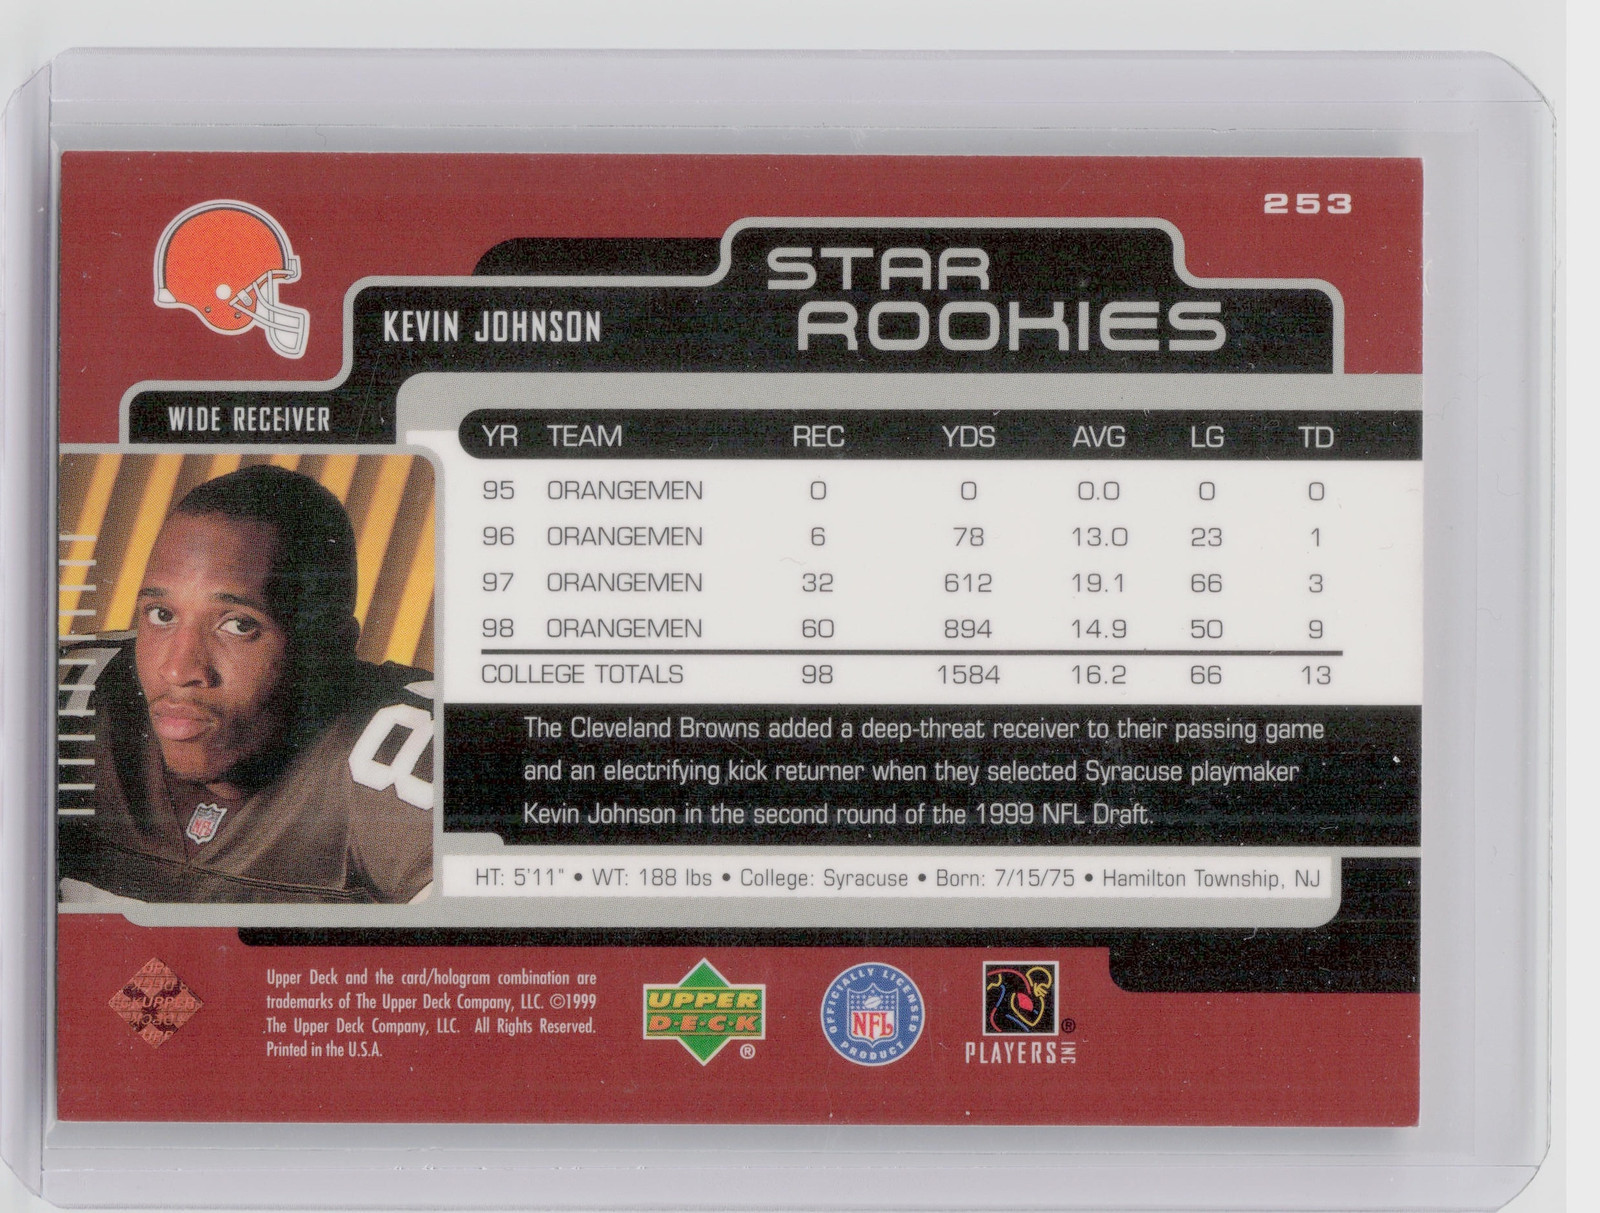 253
STAR
ROOKIES
KEVIN JOHNSON
WIDE RECEIVER
YR TEAM REC YDS AVG LG TD
95 ORANGEMEN 0 0 0.0 0 0
96 ORANGEMEN 6 78 13.0 23 1
97 ORANGEMEN 32 612 19.1 66 3
98 ORANGEMEN 60 894 14.9 50 9
COLLEGE TOTALS 98 1584 16.2 66 13
The Cleveland Browns added a deep-threat receiver to their passing game
and an electrifying kick returner when they selected Syracuse playmaker
Kevin Johnson in the second round of the 1999 NFL Draft.
8
NFL
HT: 5'11" • WT: 188 lbs • College: Syracuse • Born: 7/15/75 • Hamilton Township, NJ
Upper Deck and the card/hologram combination are
trademarks of The Upper Deck Company, LLC. ©1999
The Upper Deck Company, LLC. All Rights Reserved.
Printed in the U.S.A.
UPPER
D·E·C·K
®
OFFICIALLY LICENSED
NFL
PRODUCT
®
PLAYERS INC